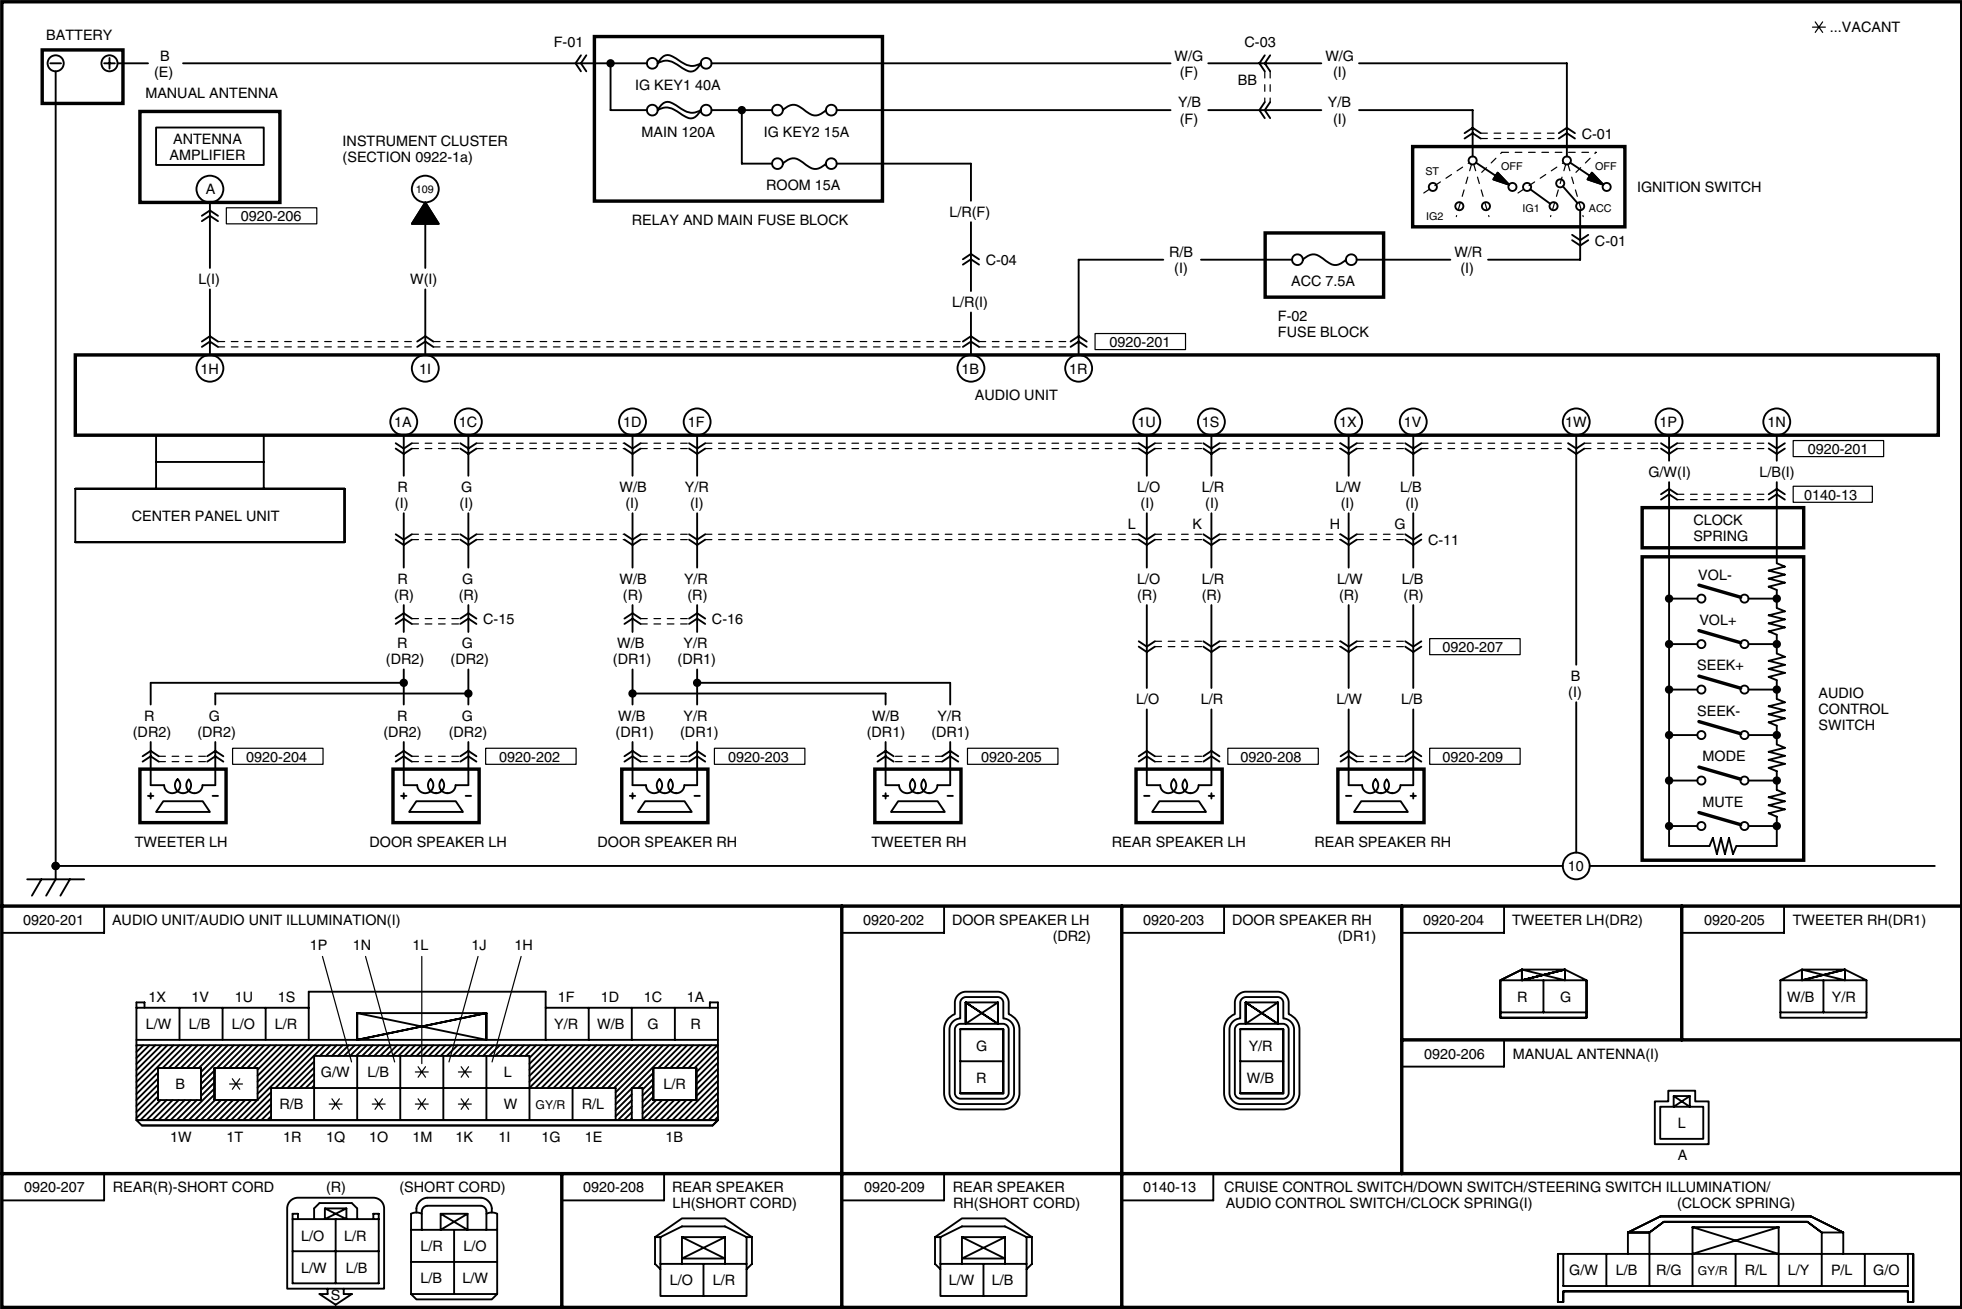 BATTERY
⚹ ...VACANT
B
(E)
F-01
IG KEY1 40A
MAIN 120A
IG KEY2 15A
ROOM 15A
RELAY AND MAIN FUSE BLOCK
W/G
(F)
C-03
W/G
(I)
BB
Y/B
(F)
Y/B
(I)
C-01
ST
OFF
OFF
IG2
IG1
ACC
IGNITION SWITCH
C-01
MANUAL ANTENNA
ANTENNA
AMPLIFIER
A
0920-206
L(I)
INSTRUMENT CLUSTER
(SECTION 0922-1a)
109
W(I)
L/R(F)
C-04
L/R(I)
R/B
(I)
ACC 7.5A
W/R
(I)
F-02
FUSE BLOCK
0920-201
1H
1I
1B
1R
AUDIO UNIT
1A
1C
1D
1F
1U
1S
1X
1V
1W
1P
1N
0920-201
CENTER PANEL UNIT
R
(I)
G
(I)
W/B
(I)
Y/R
(I)
L/O
(I)
L/R
(I)
L/W
(I)
L/B
(I)
G/W(I)
L/B(I)
0140-13
L
K
H
G
C-11
CLOCK
SPRING
R
(R)
G
(R)
W/B
(R)
Y/R
(R)
L/O
(R)
L/R
(R)
L/W
(R)
L/B
(R)
C-15
C-16
R
(DR2)
G
(DR2)
W/B
(DR1)
Y/R
(DR1)
0920-207
B
(I)
VOL-
VOL+
SEEK+
SEEK-
MODE
MUTE
AUDIO
CONTROL
SWITCH
R
(DR2)
G
(DR2)
R
(DR2)
G
(DR2)
W/B
(DR1)
Y/R
(DR1)
W/B
(DR1)
Y/R
(DR1)
L/O
L/R
L/W
L/B
0920-204
0920-202
0920-203
0920-205
0920-208
0920-209
+ -
+ -
+ -
+ -
- +
- +
TWEETER LH
DOOR SPEAKER LH
DOOR SPEAKER RH
TWEETER RH
REAR SPEAKER LH
REAR SPEAKER RH
10
0920-201
AUDIO UNIT/AUDIO UNIT ILLUMINATION(I)
1P 1N 1L 1J 1H
1X 1V 1U 1S 1F 1D 1C 1A
L/W L/B L/O L/R Y/R W/B G R
B ⚹ G/W L/B ⚹ ⚹ L L/R
R/B ⚹ ⚹ ⚹ ⚹ W GY/R R/L
1W 1T 1R 1Q 1O 1M 1K 1I 1G 1E 1B
0920-202
DOOR SPEAKER LH
(DR2)
G
R
0920-203
DOOR SPEAKER RH
(DR1)
Y/R
W/B
0920-204
TWEETER LH(DR2)
R G
0920-205
TWEETER RH(DR1)
W/B Y/R
0920-206
MANUAL ANTENNA(I)
L
A
0920-207
REAR(R)-SHORT CORD
(R)
L/O L/R
L/W L/B
S
(SHORT CORD)
L/R L/O
L/B L/W
0920-208
REAR SPEAKER
LH(SHORT CORD)
L/O L/R
0920-209
REAR SPEAKER
RH(SHORT CORD)
L/W L/B
0140-13
CRUISE CONTROL SWITCH/DOWN SWITCH/STEERING SWITCH ILLUMINATION/
AUDIO CONTROL SWITCH/CLOCK SPRING(I)
(CLOCK SPRING)
G/W L/B R/G GY/R R/L L/Y P/L G/O